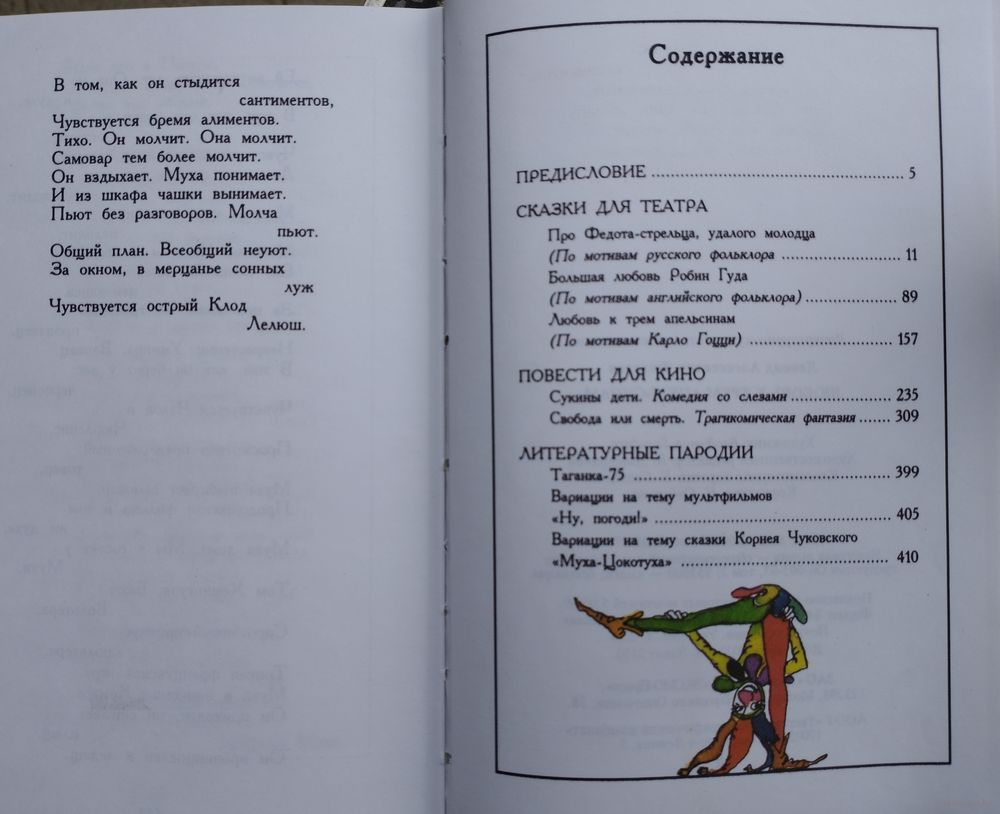 В том, как он стыдится
сантиментов,
Чувствуется бремя алиментов.
Тихо. Он молчит. Она молчит.
Самовар тем более молчит.
Он вздыхает. Муха понимает.
И из шкафа чашки вынимает.
Пьют без разговоров. Молча
пьют.
Общий план. Всеобщий неуют.
За окном, в мерцанье сонных
луж
Чувствуется острый Клод
Лелюш.
Содержание
ПРЕДИСЛОВИЕ ........ 5
СКАЗКИ ДЛЯ ТЕАТРА
Про Федота-стрельца, удалого молодца
(По мотивам русского фольклора ........ 11
Большая любовь Робин Гуда
(По мотивам английского фольклора) ........ 89
Любовь к трем апельсинам
(По мотивам Карло Гоцци) ........ 157
ПОВЕСТИ ДЛЯ КИНО
Сукины дети. Комедия со слезами ........ 235
Свобода или смерть. Трагикомическая фантазия ....... 309
ЛИТЕРАТУРНЫЕ ПАРОДИИ
Таганка-75 ........ 399
Вариации на тему мультфильмов
«Ну, погоди!» ........ 405
Вариации на тему сказки Корнея Чуковского
«Муха-Цокотуха» ........ 410